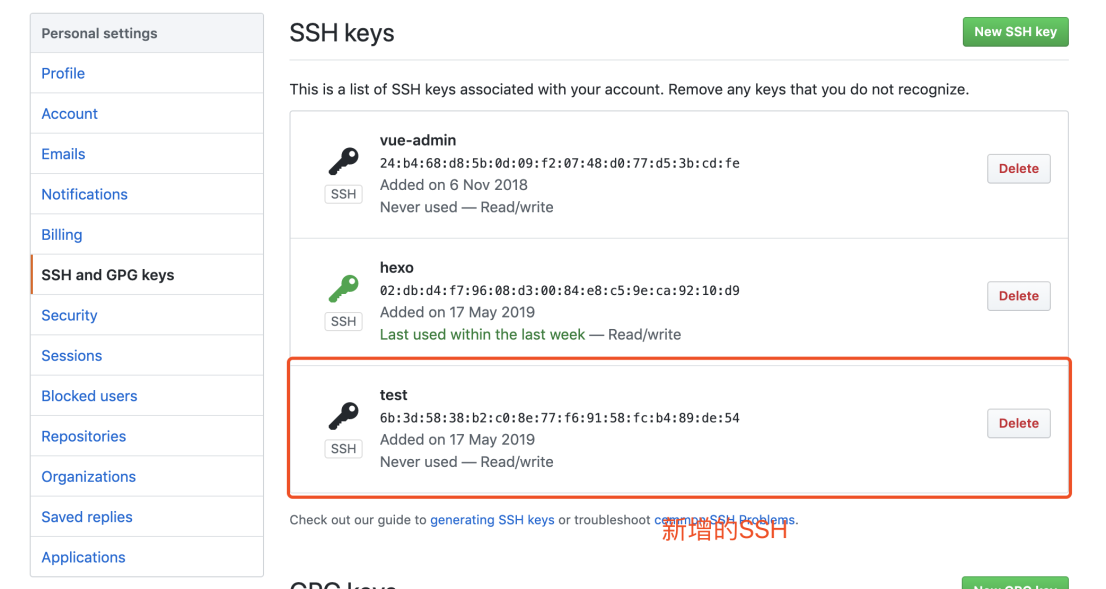 Personal settings
Profile
Account
Emails
Notifications
Billing
SSH and GPG keys
Security
Sessions
Blocked users
Repositories
Organizations
Saved replies
Applications
SSH keys
New SSH key
This is a list of SSH keys associated with your account. Remove any keys that you do not recognize.
vue-admin
24:b4:68:d8:5b:0d:09:f2:07:48:d0:77:d5:3b:cd:fe
Added on 6 Nov 2018
Never used — Read/write
SSH
Delete
hexo
02:db:d4:f7:96:08:d3:00:84:e8:c5:9e:ca:92:10:d9
Added on 17 May 2019
Last used within the last week — Read/write
SSH
Delete
test
6b:3d:58:38:b2:c0:8e:77:f6:91:58:fc:b4:89:de:54
Added on 17 May 2019
Never used — Read/write
SSH
Delete
Check out our guide to generating SSH keys or troubleshoot common SSH Problems.
新增的SSH
GPG keys
New GPG key